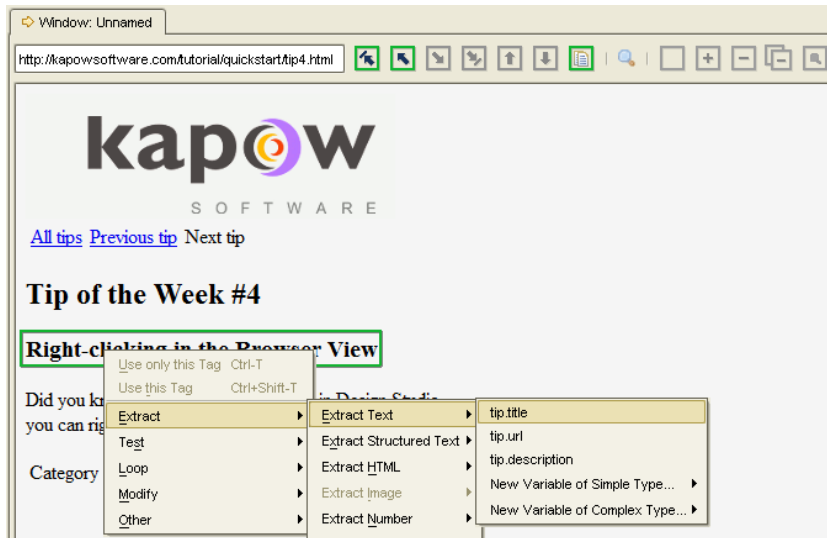 Window: Unnamed
http://kapowsoftware.com/tutorial/quickstart/tip4.html
kapow
SOFTWARE
All tips Previous tip Next tip
Tip of the Week #4
Right-clicking in the Browser View
Use only this Tag Ctrl-T
Use this Tag Ctrl+Shift-T
Did you in Design Studio
you can
Category
Extract
Test
Loop
Modify
Other
Extract Text
Extract Structured Text
Extract HTML
Extract Image
Extract Number
tip.title
tip.url
tip.description
New Variable of Simple Type...
New Variable of Complex Type...